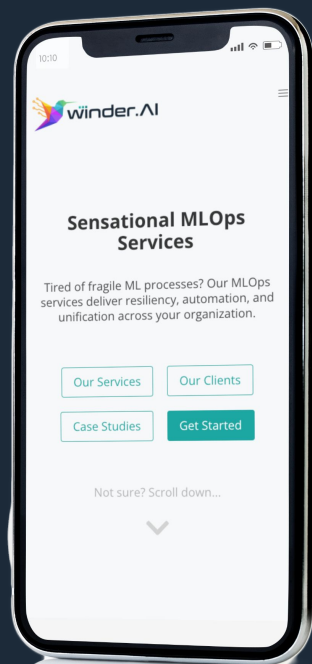 10:10
winder.AI
Sensational MLOps
Services
Tired of fragile ML processes? Our MLOps
services deliver resiliency, automation, and
unification across your organization.
Our Services
Our Clients
Case Studies
Get Started
Not sure? Scroll down...